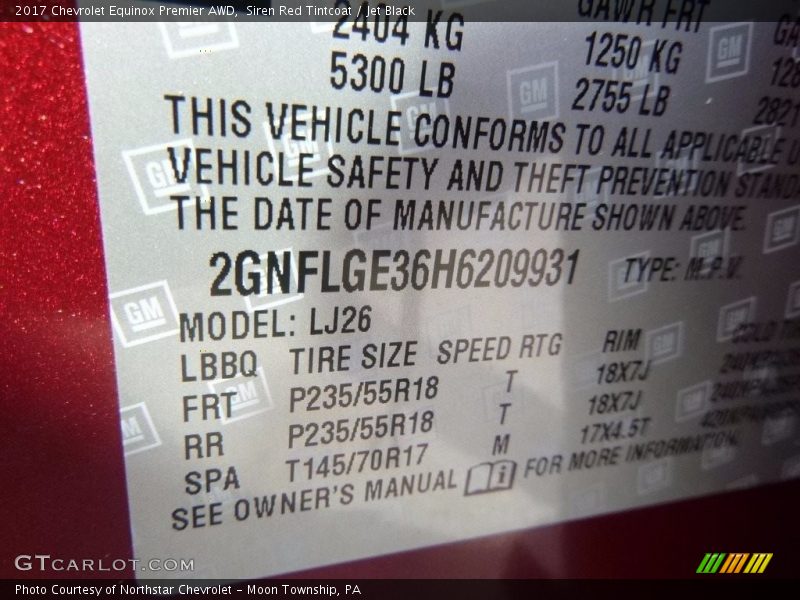 2017 Chevrolet Equinox Premier AWD, Siren Red Tintcoat / Jet Black
2404 KG
5300 LB
GAWR FRT
1250 KG
2755 LB
THIS VEHICLE CONFORMS TO ALL APPLICABLE
VEHICLE SAFETY AND THEFT PREVENTION
THE DATE OF MANUFACTURE SHOWN ABOVE.
2GNFLGE36H6209931 TYPE: M.P.V.
MODEL: LJ26
LBBQ TIRE SIZE SPEED RTG RIM
FRT P235/55R18 T 18X7J
RR P235/55R18 T 18X7J
SPA T145/70R17 M 17X4.5T
SEE OWNER'S MANUAL FOR MORE INFORMATION.
GTcarlot.com
Photo Courtesy of Northstar Chevrolet - Moon Township, PA